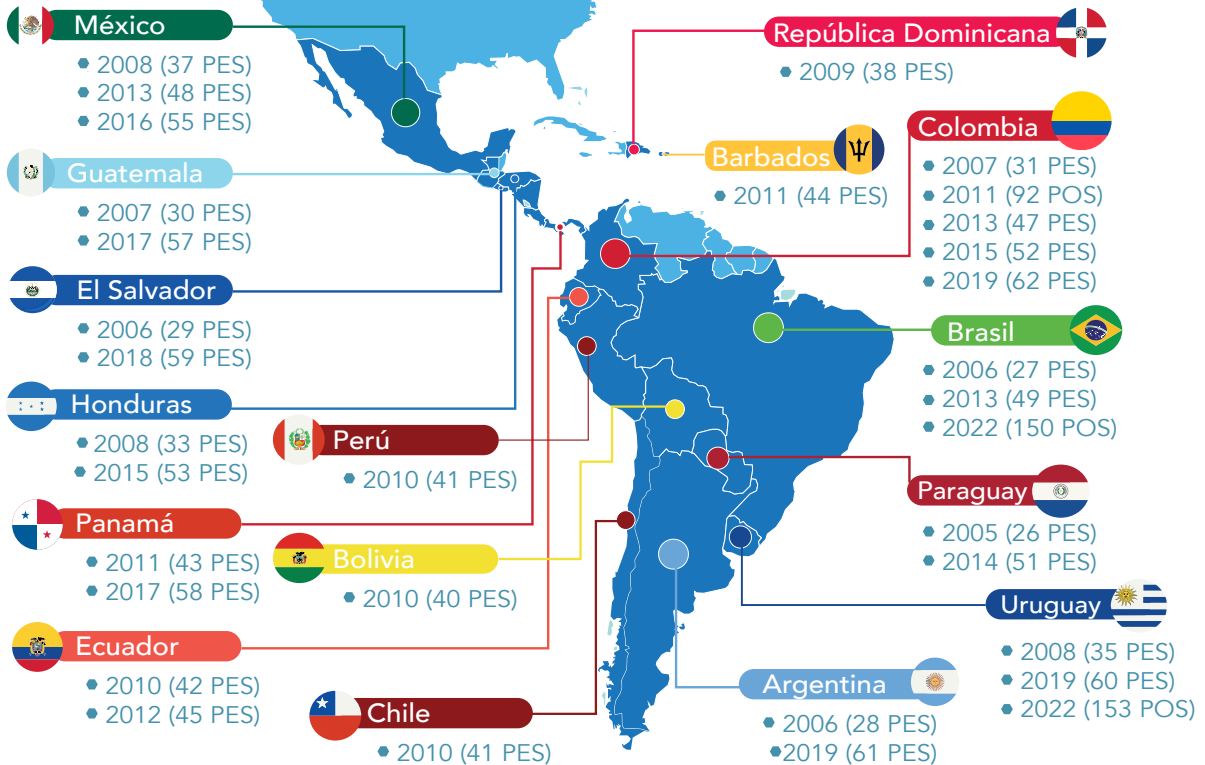 México
2008 (37 PES)
2013 (48 PES)
2016 (55 PES)
Guatemala
2007 (30 PES)
2017 (57 PES)
El Salvador
2006 (29 PES)
2018 (59 PES)
Honduras
2008 (33 PES)
2015 (53 PES)
Panamá
2011 (43 PES)
2017 (58 PES)
Ecuador
2010 (42 PES)
2012 (45 PES)
Perú
2010 (41 PES)
Bolivia
2010 (40 PES)
Chile
2010 (41 PES)
República Dominicana
2009 (38 PES)
Barbados
2011 (44 PES)
Colombia
2007 (31 PES)
2011 (92 POS)
2013 (47 PES)
2015 (52 PES)
2019 (62 PES)
Brasil
2006 (27 PES)
2013 (49 PES)
2022 (150 POS)
Paraguay
2005 (26 PES)
2014 (51 PES)
Uruguay
2008 (35 PES)
2019 (60 PES)
2022 (153 POS)
Argentina
2006 (28 PES)
2019 (61 PES)